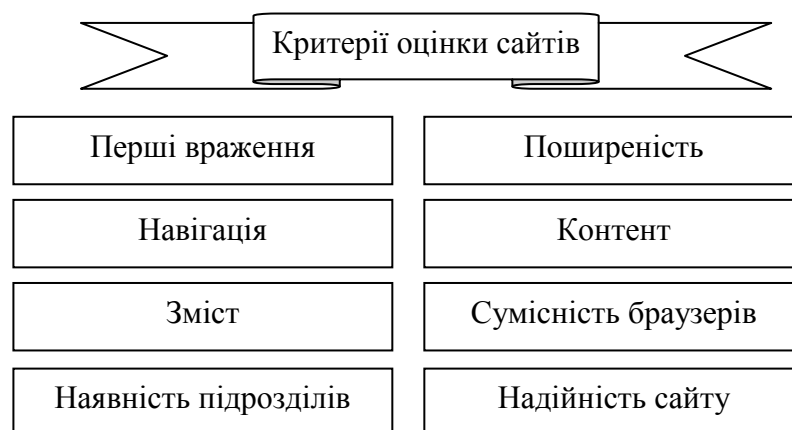 Критерії оцінки сайтів
Перші враження
Поширеність
Навігація
Контент
Зміст
Сумісність браузерів
Наявність підрозділів
Надійність сайту